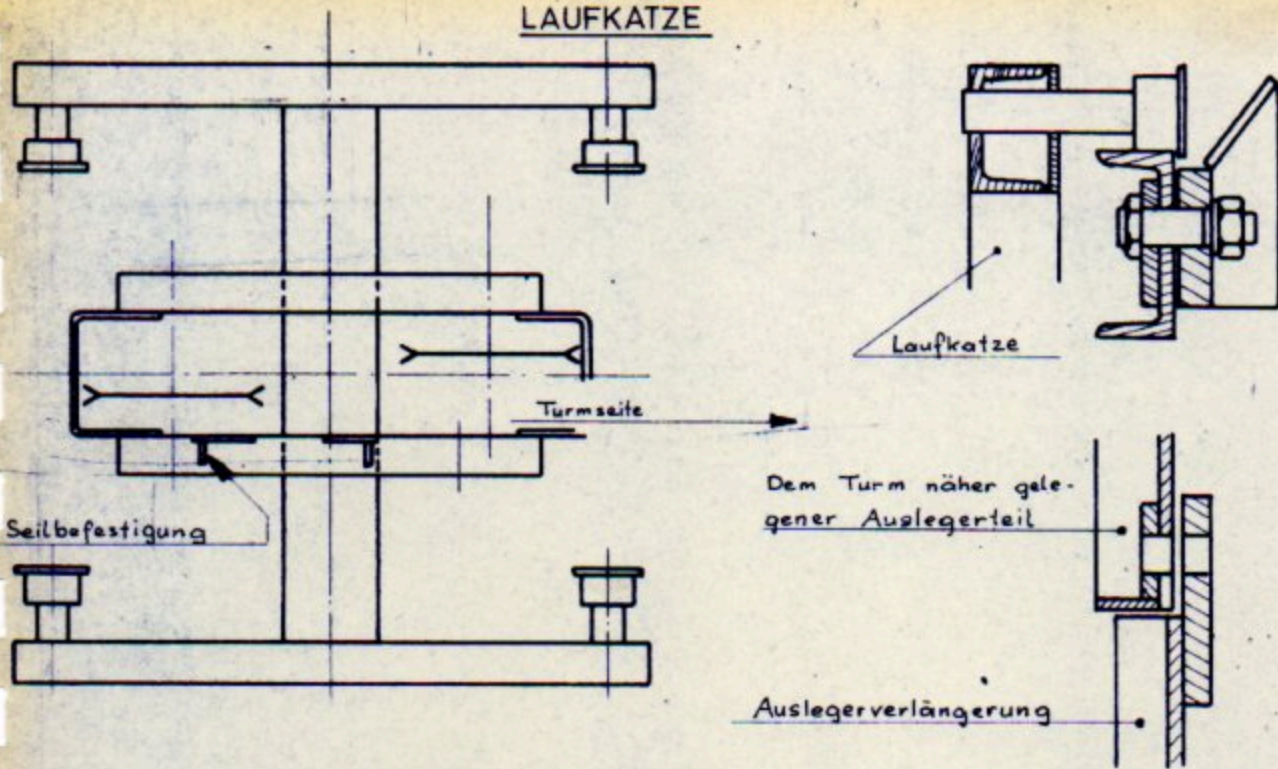 LAUFKATZE
Laufkatze
Turmseite
Seilbefestigung
Dem Turm näher gele-
gener Auslegerteil
Auslegerverlängerung